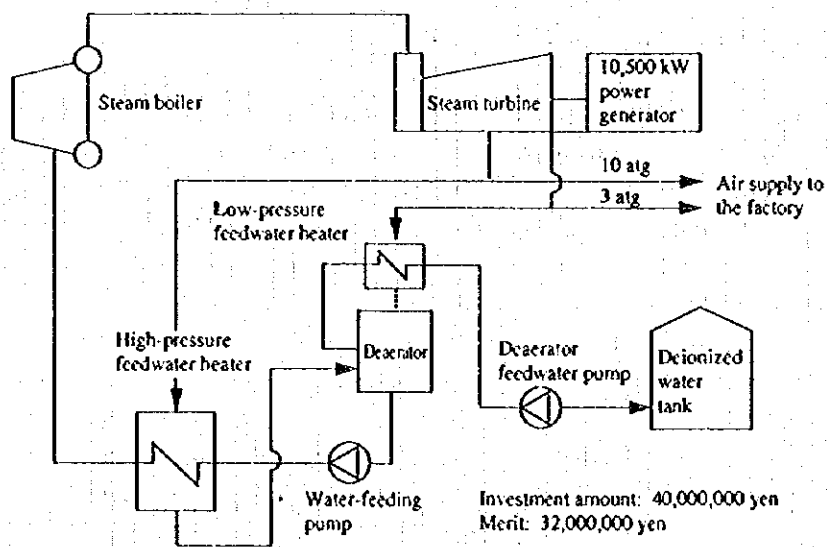 Steam boiler
Steam turbine
10,500 kW
power
generator
10 atg
3 atg
Air supply to
the factory
Low-pressure
feedwater heater
High-pressure
feedwater heater
Deaerator
Deaerator
feedwater pump
Deionized
water
tank
Water-feeding
pump
Investment amount: 40,000,000 yen
Merit: 32,000,000 yen